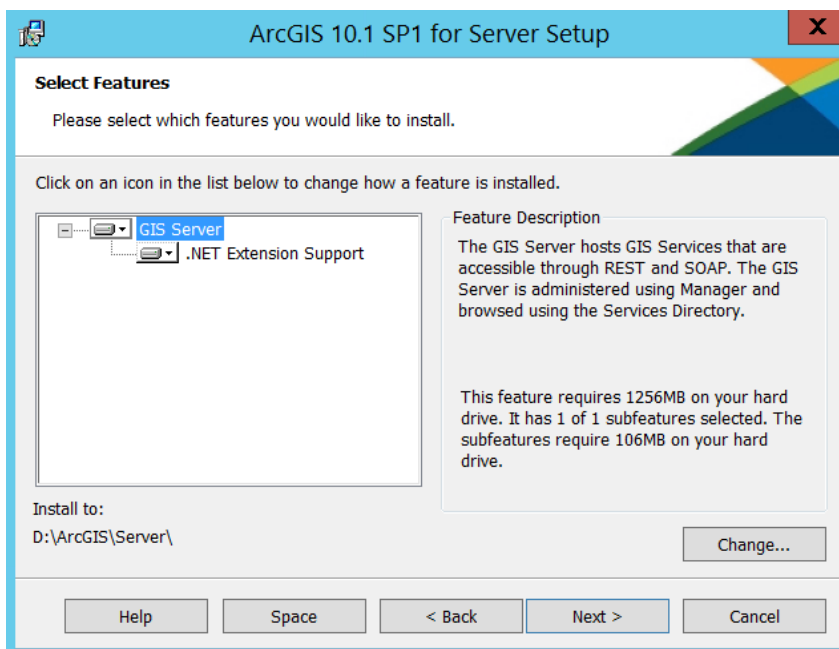 ArcGIS 10.1 SP1 for Server Setup
X
Select Features
Please select which features you would like to install.
Click on an icon in the list below to change how a feature is installed.
GIS Server
.NET Extension Support
Feature Description
The GIS Server hosts GIS Services that are
accessible through REST and SOAP. The GIS
Server is administered using Manager and
browsed using the Services Directory.
This feature requires 1256MB on your hard
drive. It has 1 of 1 subfeatures selected. The
subfeatures require 106MB on your hard
drive.
Install to:
D:\ArcGIS\Server\
Change...
Help
Space
< Back
Next >
Cancel